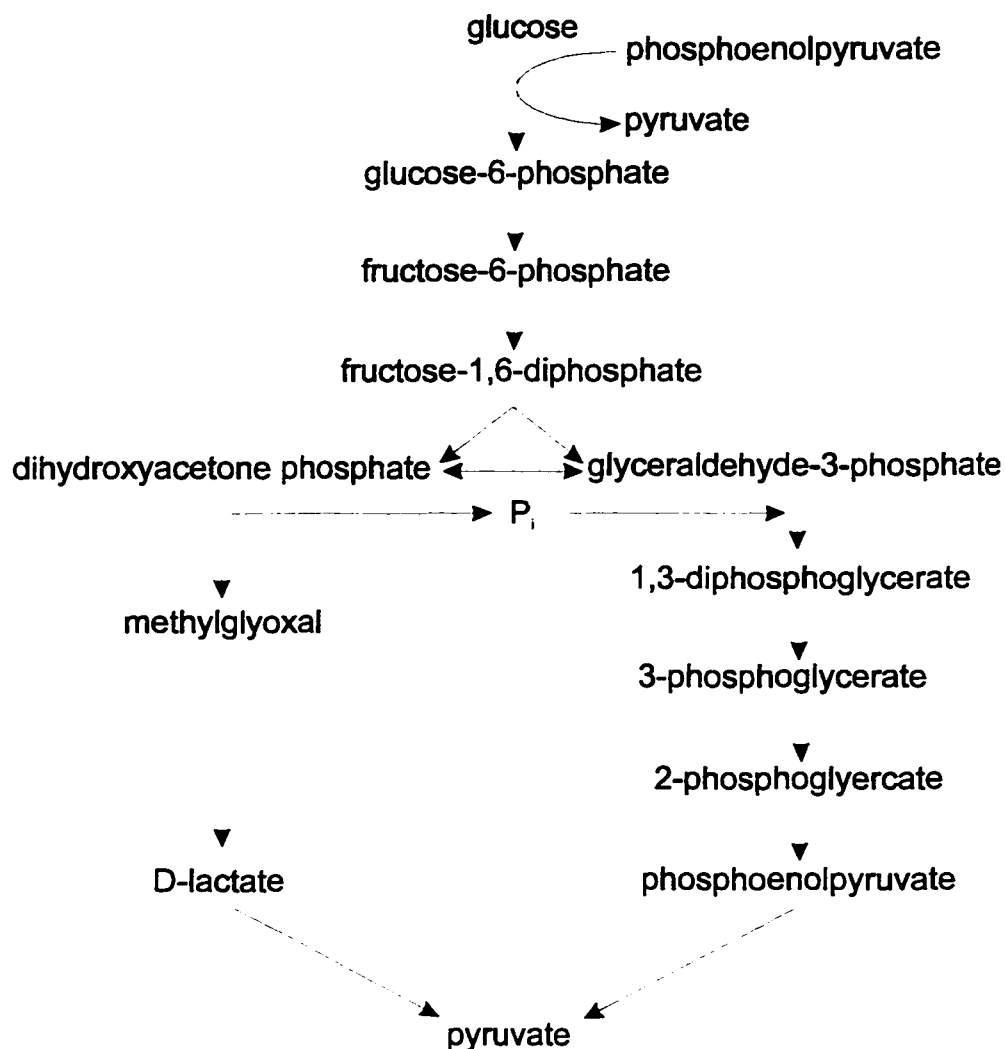 glucose
phosphoenolpyruvate
pyruvate
glucose-6-phosphate
fructose-6-phosphate
fructose-1,6-diphosphate
dihydroxyacetone phosphate
glyceraldehyde-3-phosphate
Pi
1,3-diphosphoglycerate
methylglyoxal
3-phosphoglycerate
2-phosphoglyercate
D-lactate
phosphoenolpyruvate
pyruvate